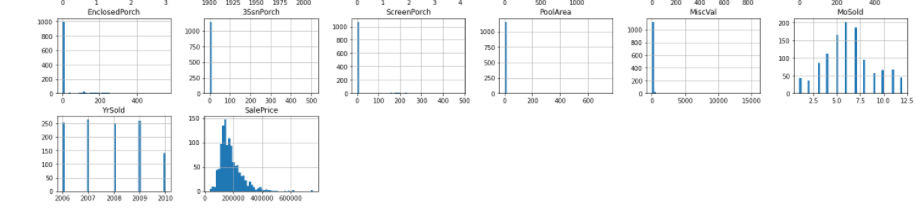 0 1 2 3 1900 1925 1950 1975 2000 0 1 2 3 4 0 500 1000 0 200 400 600 800 0 200 400
EnclosedPorch 3SsnPorch ScreenPorch PoolArea MiscVal MoSold
1000 800 600 400 200 0
1000 750 500 250 0
1000 800 600 400 200 0
1000 750 500 250 0
1000 800 600 400 200 0
200 150 100 50 0
0 200 400 0 100 200 300 400 500 0 100 200 300 400 500 0 200 400 600 0 5000 10000 15000 2.5 5.0 7.5 10.0 12.5
YrSold SalePrice
250 200 150 100 50 0
150 100 50 0
2006 2007 2008 2009 2010 200000 400000 600000